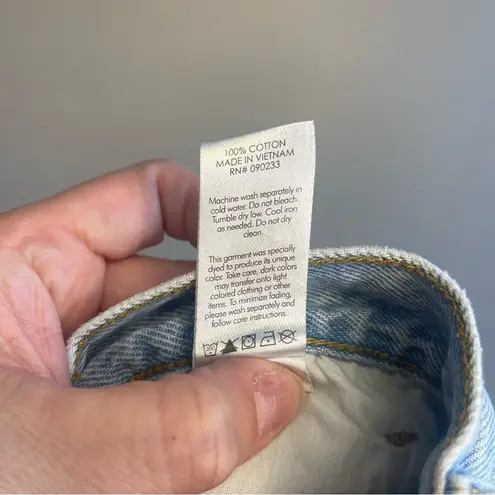 100% COTTON
MADE IN VIETNAM
RN# 090233
Machine wash separately in
cold water. Do not bleach.
Tumble dry low. Cool iron
as needed. Do not dry
clean.
This garment was specially
dyed to produce its unique
color. Take care, dark colors
may transfer onto light
colored clothing or other
items. To minimize fading,
please wash separately and
follow care instructions.